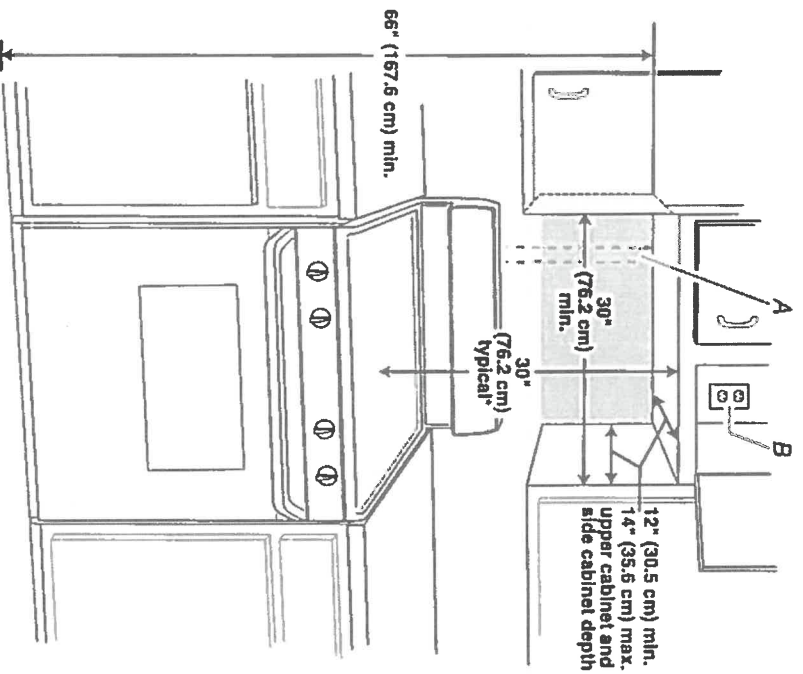 A
B
12" (30.5 cm) min.
14" (35.6 cm) max.
upper cabinet and
side cabinet depth
30"
(76.2 cm)
min.
30"
(76.2 cm)
typical*
66" (167.6 cm) min.